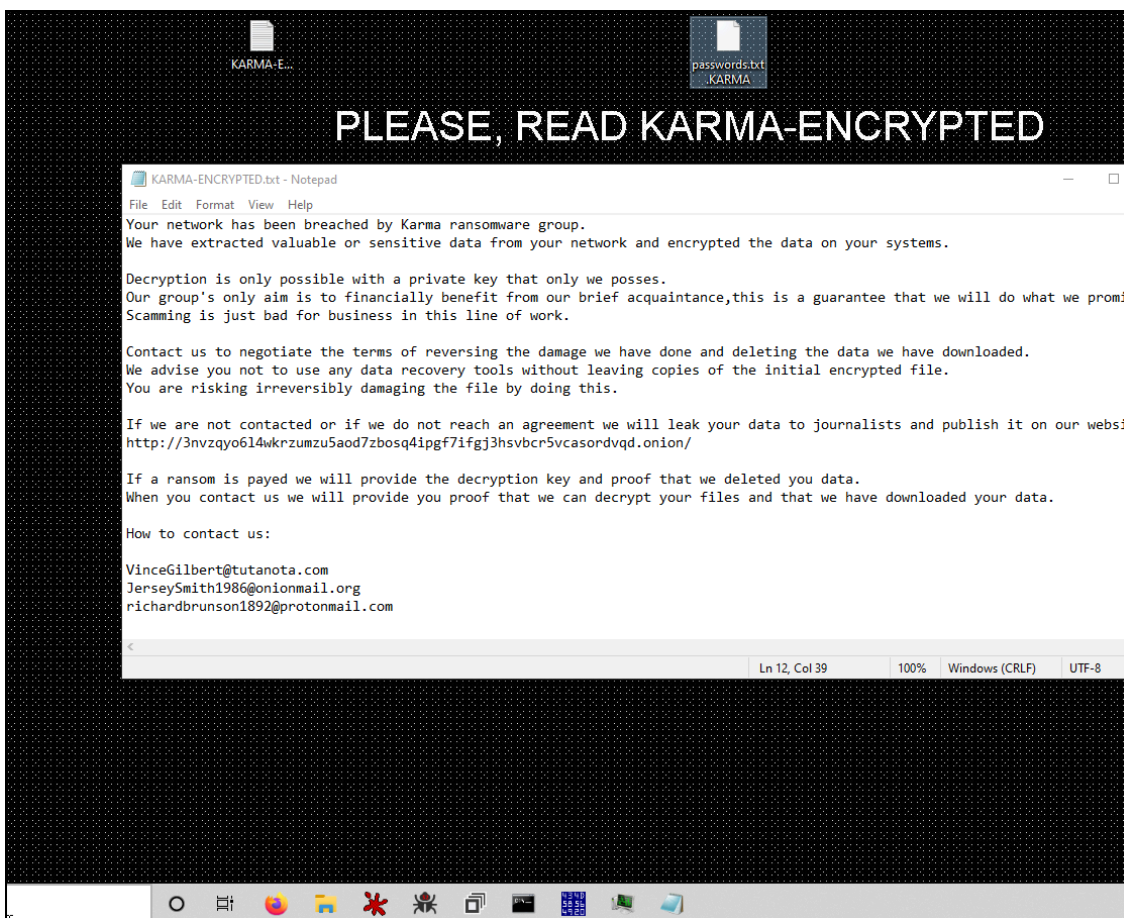 KARMA-E...
passwords.txt
.KARMA
PLEASE, READ KARMA-ENCRYPTED
KARMA-ENCRYPTED.txt - Notepad
File Edit Format View Help
Your network has been breached by Karma ransomware group.
We have extracted valuable or sensitive data from your network and encrypted the data on your systems.
Decryption is only possible with a private key that only we posses.
Our group's only aim is to financially benefit from our brief acquaintance,this is a guarantee that we will do what we promi
Scamming is just bad for business in this line of work.
Contact us to negotiate the terms of reversing the damage we have done and deleting the data we have downloaded.
We advise you not to use any data recovery tools without leaving copies of the initial encrypted file.
You are risking irreversibly damaging the file by doing this.
If we are not contacted or if we do not reach an agreement we will leak your data to journalists and publish it on our websi
http://3nvzqyo6l4wkrzumzu5aod7zbosq4ipgf7ifgj3hsvbcr5vcasordvqd.onion/
If a ransom is payed we will provide the decryption key and proof that we deleted you data.
When you contact us we will provide you proof that we can decrypt your files and that we have downloaded your data.
How to contact us:
VinceGilbert@tutanota.com
JerseySmith1986@onionmail.org
richardbrunson1892@protonmail.com
Ln 12, Col 39 100% Windows (CRLF) UTF-8